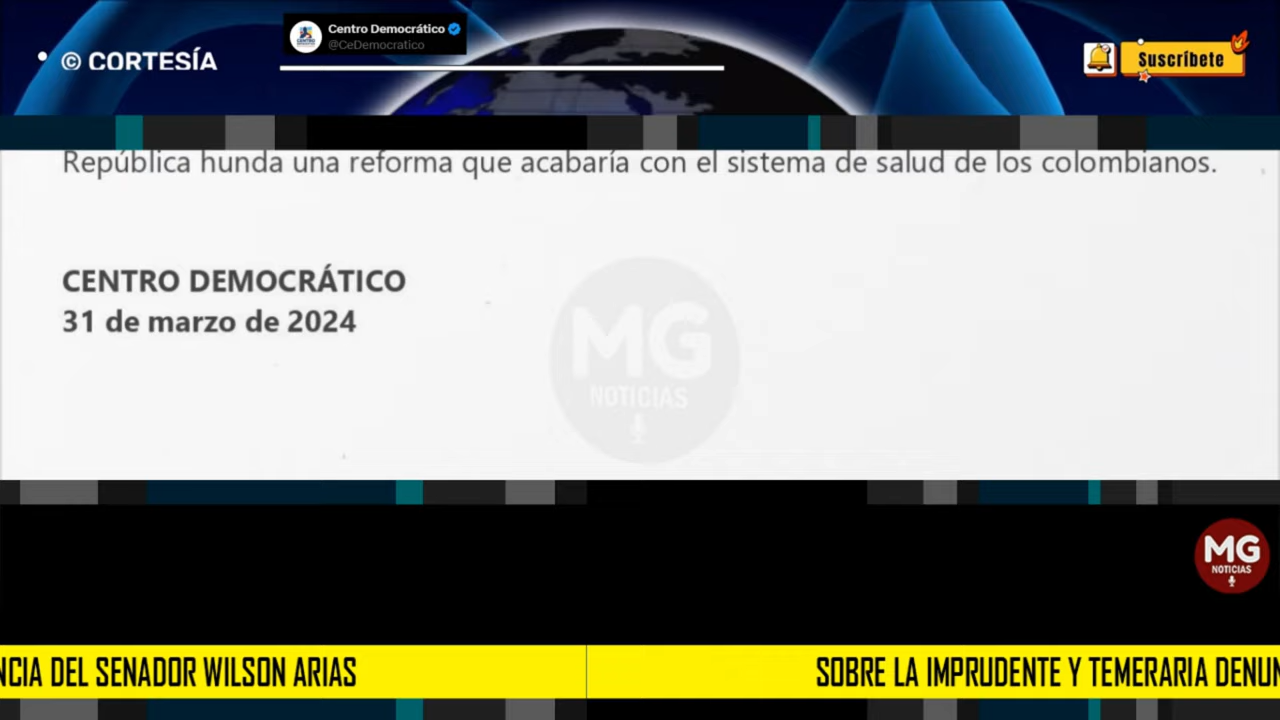 Centro Democrático
@CeDemocratico
© CORTESÍA
Suscríbete
República hunda una reforma que acabaría con el sistema de salud de los colombianos.
CENTRO DEMOCRÁTICO
31 de marzo de 2024
MG
NOTICIAS
MG
NOTICIAS
NCIA DEL SENADOR WILSON ARIAS
SOBRE LA IMPRUDENTE Y TEMERARIA DENUN